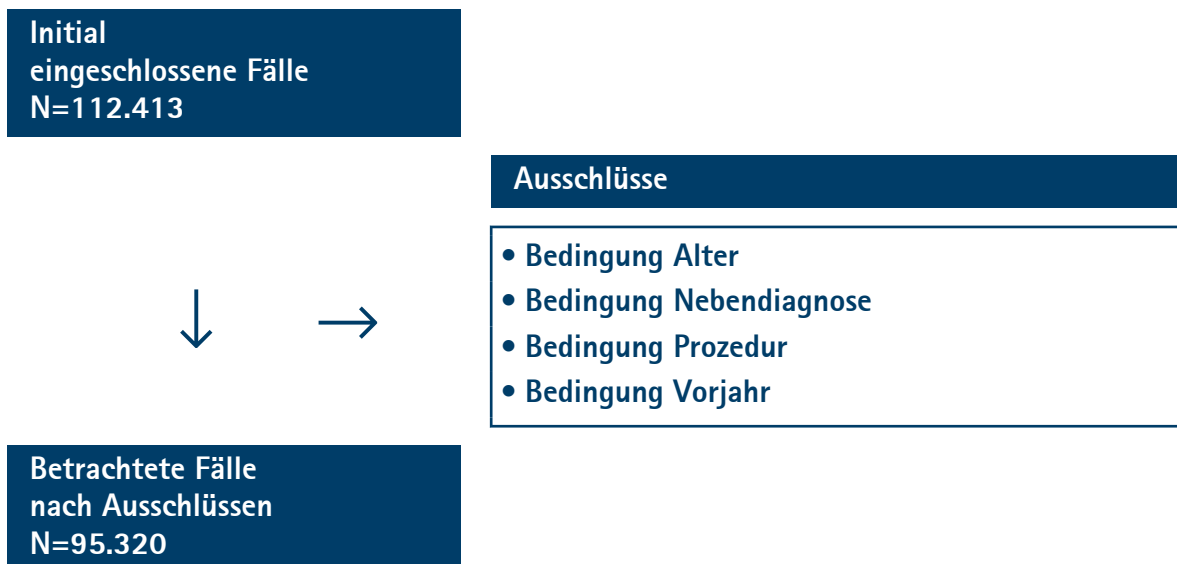 Initial
eingeschlossene Fälle
N=112.413
Ausschlüsse
• Bedingung Alter
• Bedingung Nebendiagnose
• Bedingung Prozedur
• Bedingung Vorjahr
Betrachtete Fälle
nach Ausschlüssen
N=95.320